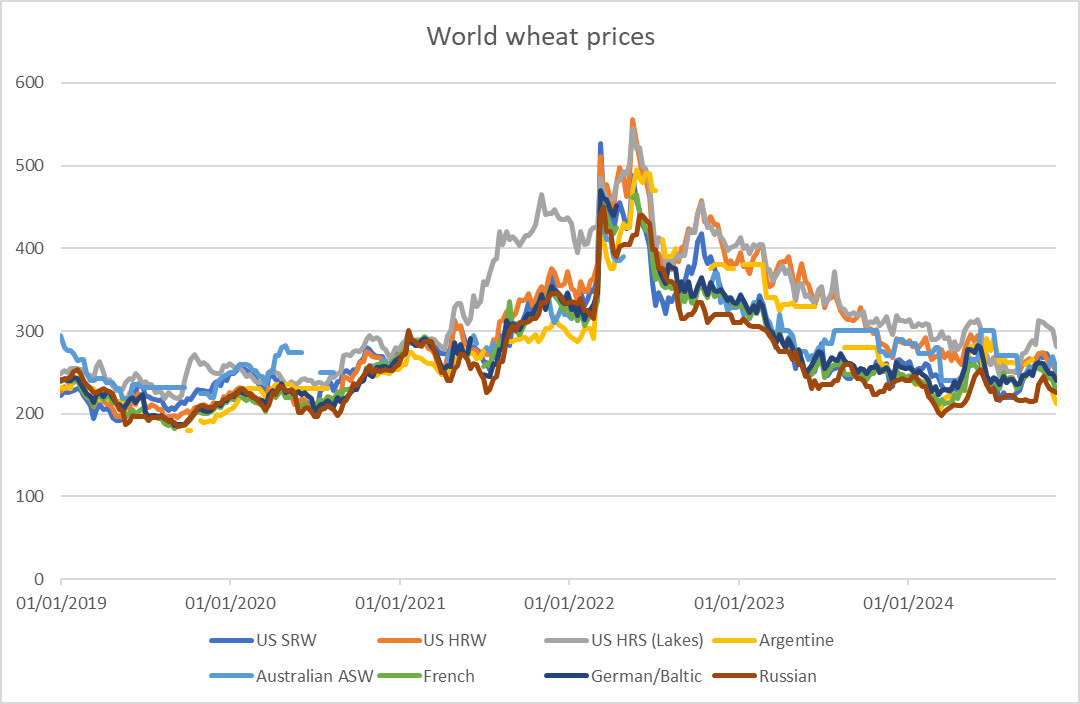 World wheat prices
600
500
400
300
200
100
0
01/01/2019 01/01/2020 01/01/2021 01/01/2022 01/01/2023 01/01/2024
US SRW US HRW US HRS (Lakes) Argentine
Australian ASW French German/Baltic Russian